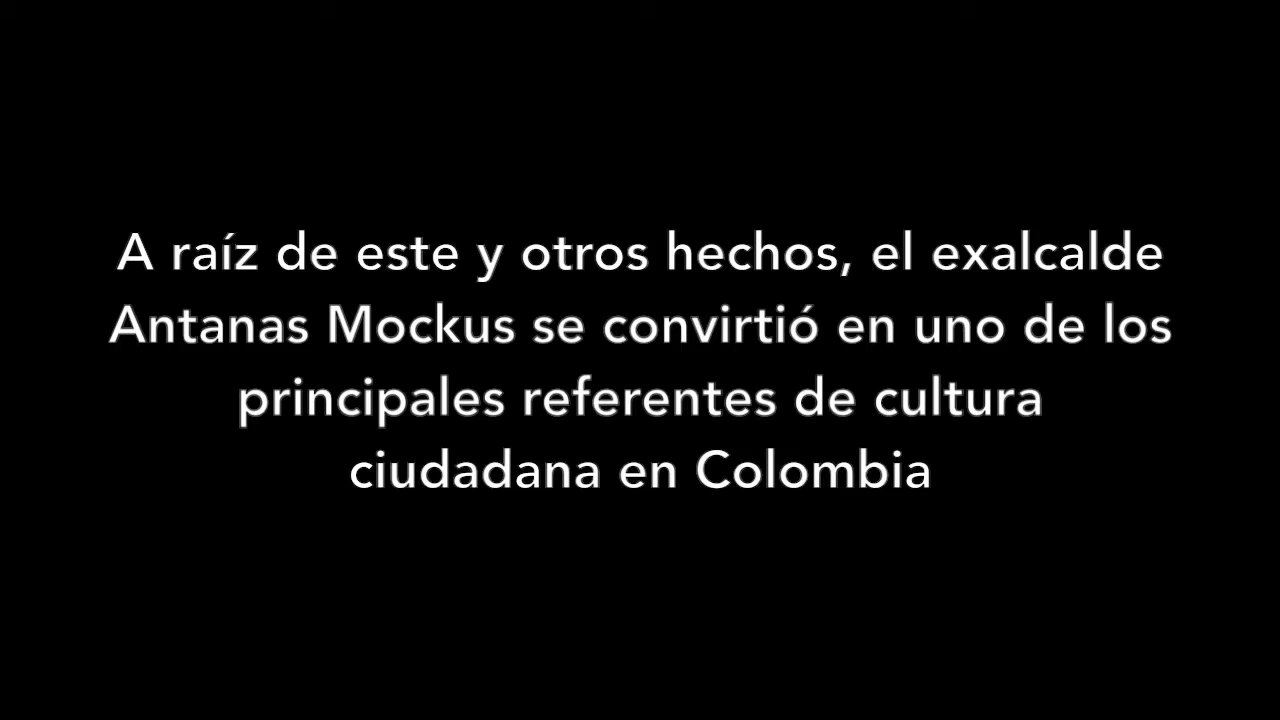 A raíz de este y otros hechos, el exalcalde
Antanas Mockus se convirtió en uno de los
principales referentes de cultura
ciudadana en Colombia